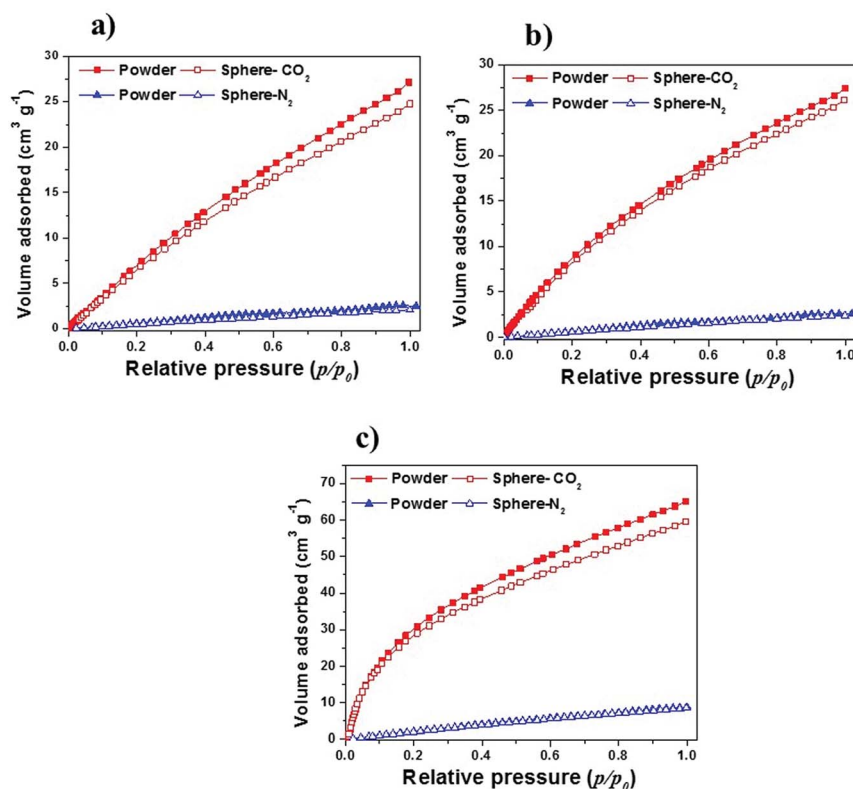 a)
30
25
20
15
10
5
0
Volume adsorbed (cm³ g⁻¹)
Powder Sphere- CO₂
Powder Sphere-N₂
0.0 0.2 0.4 0.6 0.8 1.0
Relative pressure (p/p₀)
b)
30
25
20
15
10
5
0
Volume adsorbed (cm³ g⁻¹)
Powder Sphere-CO₂
Powder Sphere-N₂
0.0 0.2 0.4 0.6 0.8 1.0
Relative pressure (p/p₀)
c)
70
60
50
40
30
20
10
0
Volume adsorbed (cm³ g⁻¹)
Powder Sphere- CO₂
Powder Sphere-N₂
0.0 0.2 0.4 0.6 0.8 1.0
Relative pressure (p/p₀)